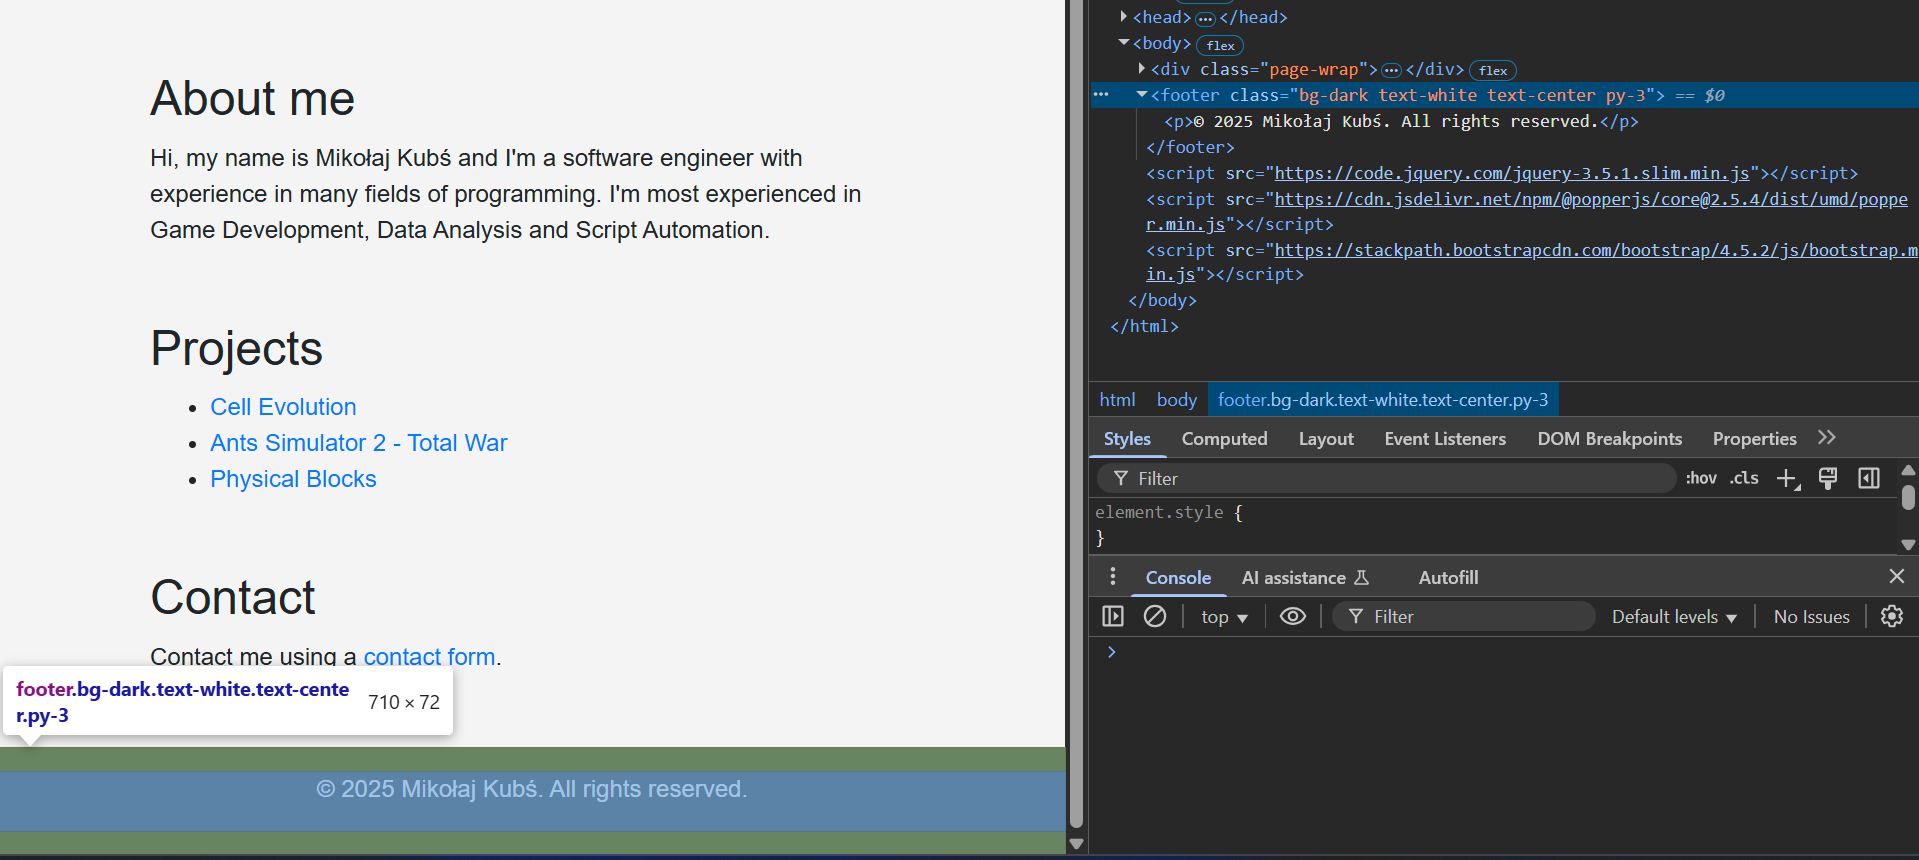 About me
Hi, my name is Mikołaj Kubś and I'm a software engineer with
experience in many fields of programming. I'm most experienced in
Game Development, Data Analysis and Script Automation.
Projects
Cell Evolution
Ants Simulator 2 - Total War
Physical Blocks
Contact
Contact me using a contact form.
footer.bg-dark.text-white.text-cente
r.py-3
710 × 72
© 2025 Mikołaj Kubś. All rights reserved.
<head>…</head>
<body> flex
<div class="page-wrap">…</div> flex
<footer class="bg-dark text-white text-center py-3"> == $0
<p>© 2025 Mikołaj Kubś. All rights reserved.</p>
</footer>
<script src="https://code.jquery.com/jquery-3.5.1.slim.min.js"></script>
<script src="https://cdn.jsdelivr.net/npm/@popperjs/core@2.5.4/dist/umd/poppe
r.min.js"></script>
<script src="https://stackpath.bootstrapcdn.com/bootstrap/4.5.2/js/bootstrap.m
in.js"></script>
</body>
</html>
html body footer.bg-dark.text-white.text-center.py-3
Styles Computed Layout Event Listeners DOM Breakpoints Properties
Filter :hov .cls
element.style {
}
Console AI assistance Autofill
top Filter Default levels No Issues